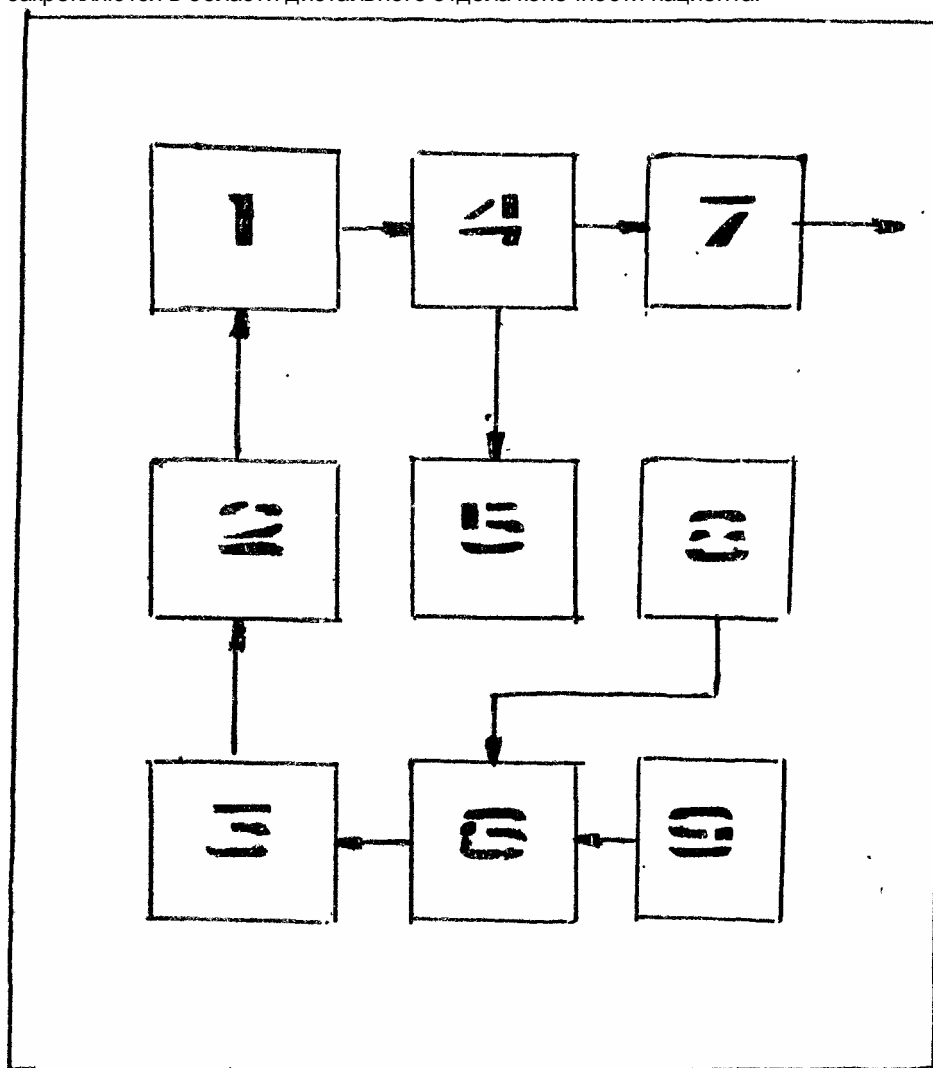 закрепляются в области дистального отдела конечности пациента.
1 4 7
2 5 8
3 6 9